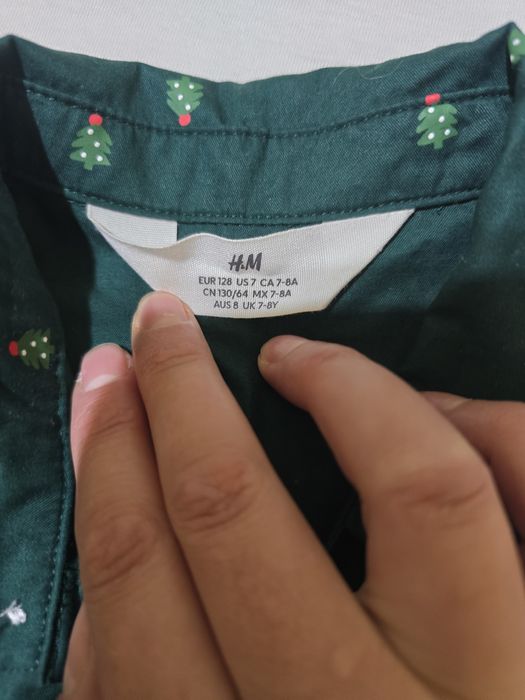 H&M
EUR 128 US 7 CA 7-8A
CN 130/64 MX 7-8A
AUS 8 UK 7-8Y